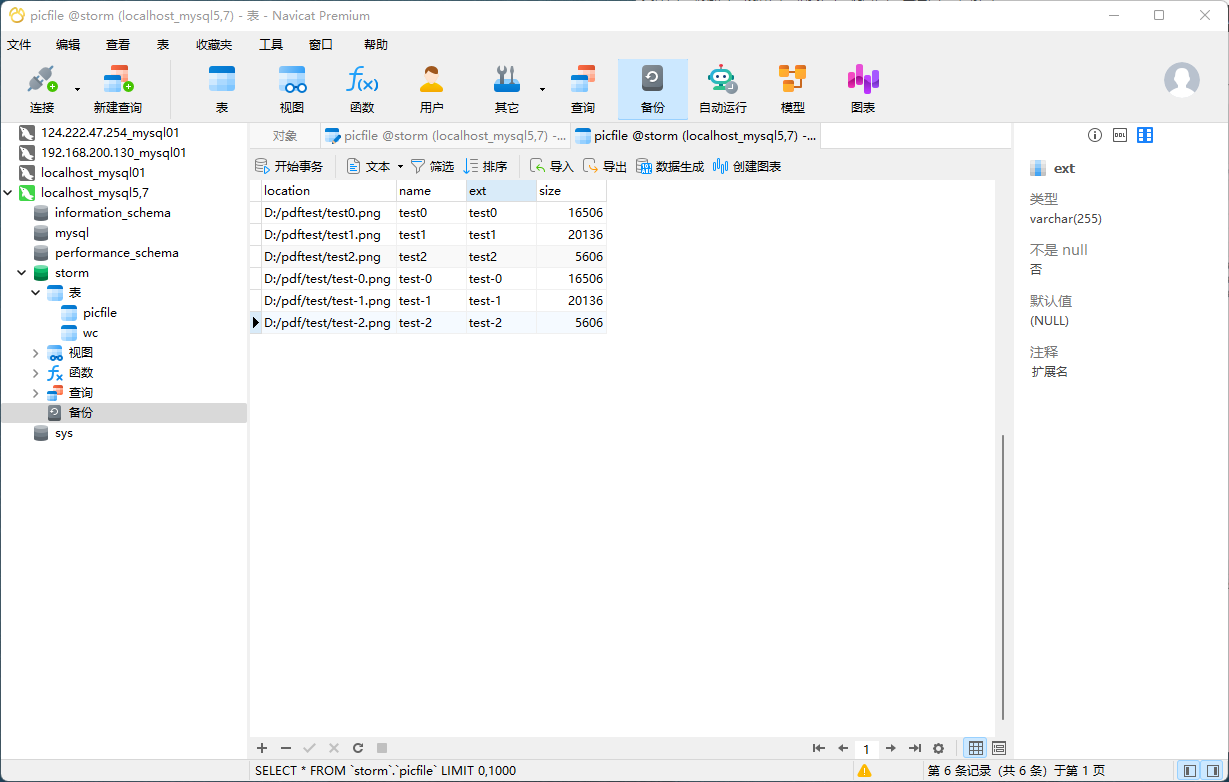 picfile @storm (localhost_mysql5,7) - 表 - Navicat Premium
文件 编辑 查看 表 收藏夹 工具 窗口 帮助
连接 新建查询 表 视图 函数 用户 其它 查询 备份 自动运行 模型 图表
124.222.47.254_mysql01
192.168.200.130_mysql01
localhost_mysql01
localhost_mysql5,7
information_schema
mysql
performance_schema
storm
表
picfile
wc
视图
函数
查询
备份
sys
对象 picfile @storm (localhost_mysql5,7) -... picfile @storm (localhost_mysql5,7) -...
开始事务 文本 筛选 排序 导入 导出 数据生成 创建图表
location name ext size
D:/pdftest/test0.png test0 test0 16506
D:/pdftest/test1.png test1 test1 20136
D:/pdftest/test2.png test2 test2 5606
D:/pdf/test/test-0.png test-0 test-0 16506
D:/pdf/test/test-1.png test-1 test-1 20136
D:/pdf/test/test-2.png test-2 test-2 5606
DDL
ext
类型
varchar(255)
不是 null
否
默认值
(NULL)
注释
扩展名
1
SELECT * FROM `storm`.`picfile` LIMIT 0,1000 第 6 条记录 (共 6 条) 于第 1 页